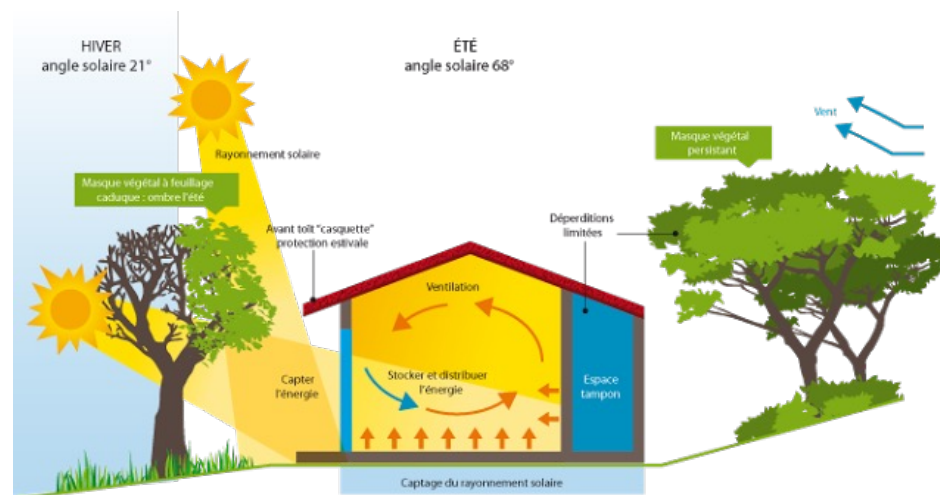 HIVER
angle solaire 21°
ÉTÉ
angle solaire 68°
Vent
Masque végétal
persistant
Rayonnement solaire
Masque végétal à feuillage
caduque : ombre l'été
Avant toît "casquette"
protection estivale
Déperditions
limitées
Ventilation
Capter
l'énergie
Stocker et distribuer
l'énergie
Espace
tampon
Captage du rayonnement solaire